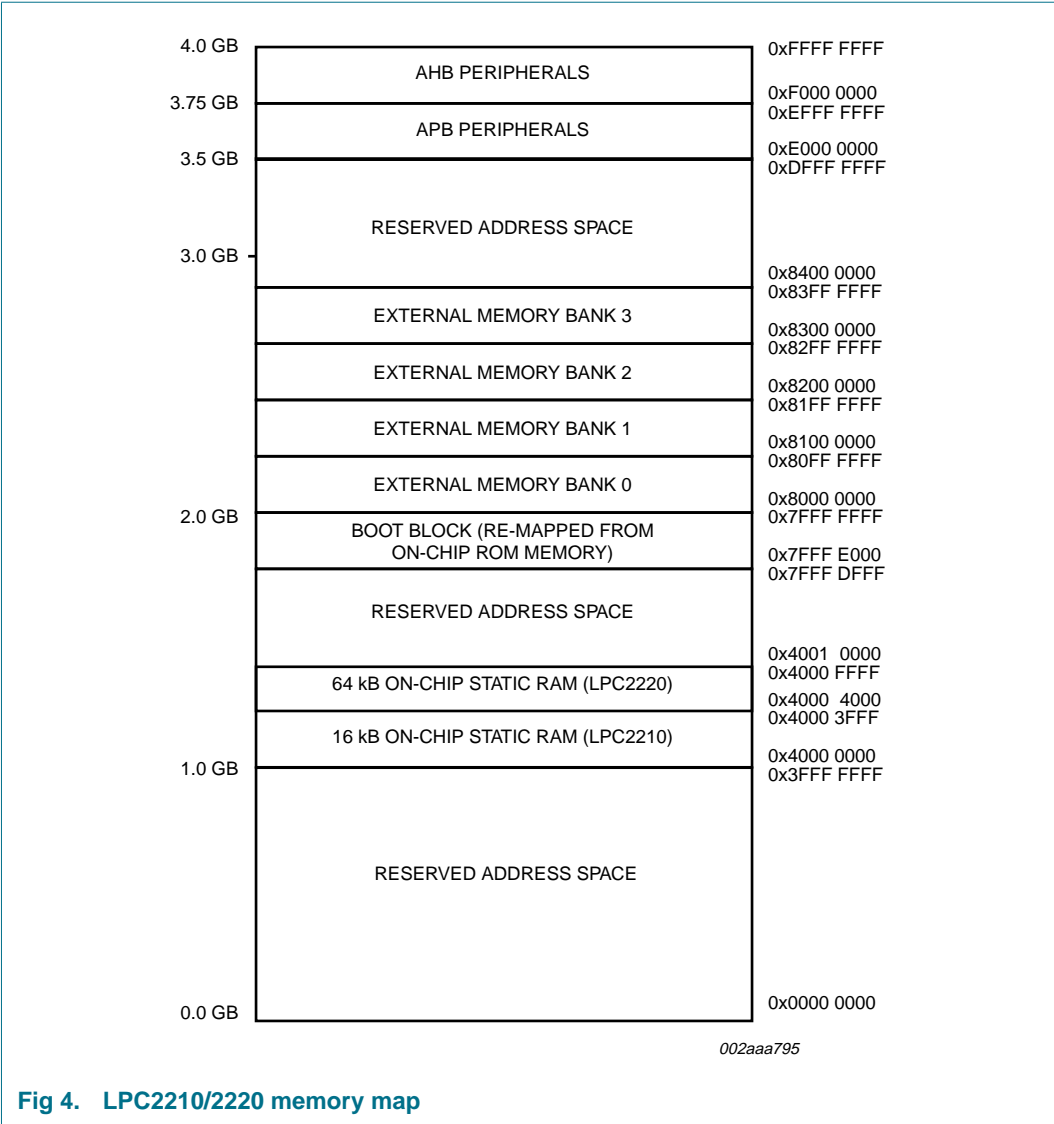 4.0 GB
0xFFFF FFFF
AHB PERIPHERALS
0xF000 0000
3.75 GB
0xEFFF FFFF
APB PERIPHERALS
0xE000 0000
3.5 GB
0xDFFF FFFF
RESERVED ADDRESS SPACE
3.0 GB
0x8400 0000
0x83FF FFFF
EXTERNAL MEMORY BANK 3
0x8300 0000
0x82FF FFFF
EXTERNAL MEMORY BANK 2
0x8200 0000
0x81FF FFFF
EXTERNAL MEMORY BANK 1
0x8100 0000
0x80FF FFFF
EXTERNAL MEMORY BANK 0
0x8000 0000
2.0 GB
0x7FFF FFFF
BOOT BLOCK (RE-MAPPED FROM
ON-CHIP ROM MEMORY)
0x7FFF E000
0x7FFF DFFF
RESERVED ADDRESS SPACE
0x4001 0000
0x4000 FFFF
64 kB ON-CHIP STATIC RAM (LPC2220)
0x4000 4000
0x4000 3FFF
16 kB ON-CHIP STATIC RAM (LPC2210)
0x4000 0000
1.0 GB
0x3FFF FFFF
RESERVED ADDRESS SPACE
0x0000 0000
0.0 GB
002aaa795
Fig 4. LPC2210/2220 memory map